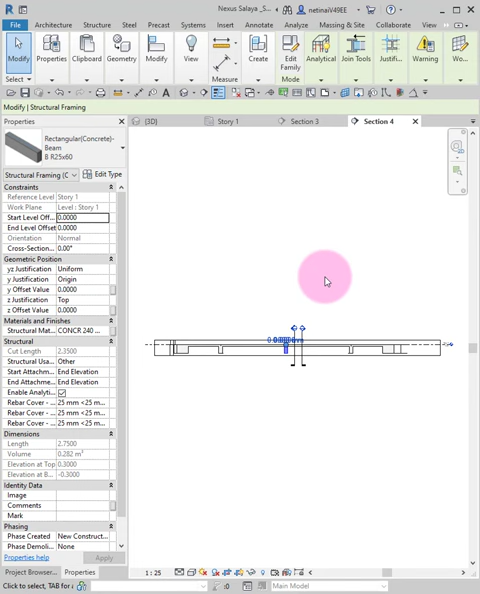 Nexus Salaya _S...
netinaiV49EE
File
Architecture
Structure
Steel
Precast
Systems
Insert
Annotate
Analyze
Massing & Site
Collaborate
View
Modify
Properties
Clipboard
Geometry
Modify
View
Measure
Create
Edit
Family
Analytical
Join Tools
Justifi...
Warning
Wo...
Select
Mode
Modify | Structural Framing
Properties
{3D}
Story 1
Section 3
Section 4
Rectangular(Concrete)-
Beam
B R25x60
Structural Framing (C
Edit Type
Constraints
Reference Level Story 1
Work Plane Level : Story 1
Start Level Off... 0.0000
End Level Offset 0.0000
Orientation Normal
Cross-Section... 0.00°
Geometric Position
yz Justification Uniform
y Justification Origin
y Offset Value 0.0000
z Justification Top
z Offset Value 0.0000
Materials and Finishes
Structural Mat... CONCR 240 ...
Structural
Cut Length 2.3500
Structural Usa... Other
Start Attachm... End Elevation
End Attachme... End Elevation
Enable Analyti...
Rebar Cover - ... 25 mm <25 m...
Rebar Cover - ... 25 mm <25 m...
Rebar Cover - ... 25 mm <25 m...
Dimensions
Length 2.7500
Volume 0.282 m³
Elevation at Top 0.3000
Elevation at B... -0.3000
Identity Data
Image
Comments
Mark
Phasing
Phase Created New Construct...
Phase Demoli... None
Properties help
Apply
Project Browser...
Properties
1 : 25
Click to select, TAB for a
:0
Main Model